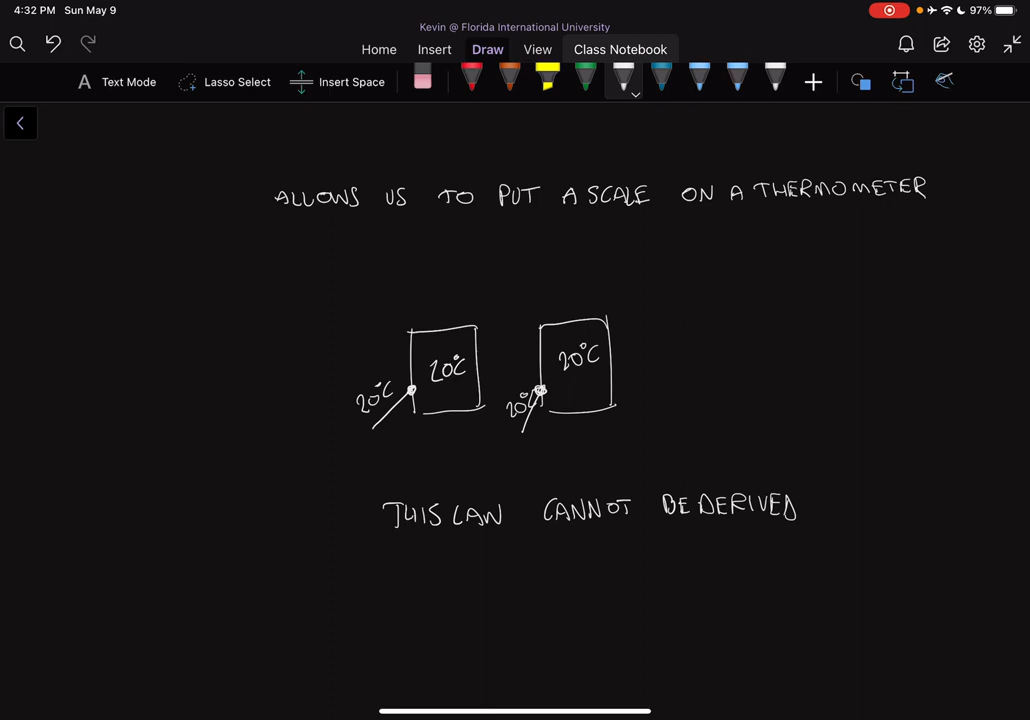 4:32 PM Sun May 9
97%
Kevin @ Florida International University
Home Insert Draw View Class Notebook
A Text Mode Lasso Select Insert Space
ALLOWS US TO PUT A SCALE ON A THERMOMETER
20°C 20°C
20°C 20°C
THIS LAW CANNOT BE DERIVED